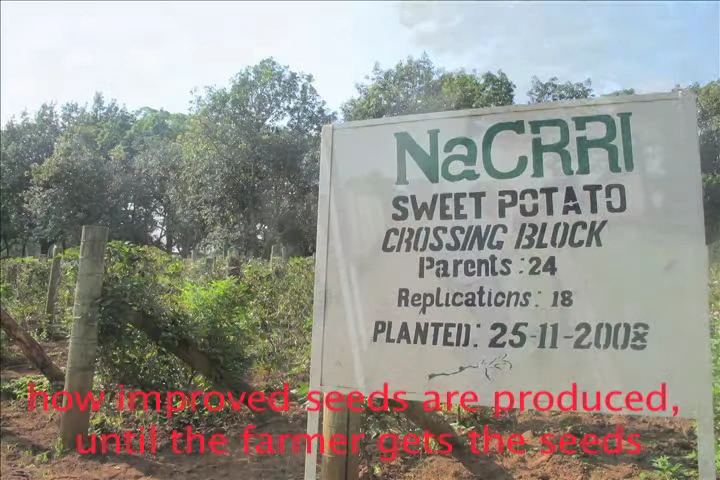 NaCRRI
SWEET POTATO
CROSSING BLOCK
Parents: 24
Replications: 18
PLANTED: 25-11-2008
how improved seeds are produced,
until the farmer gets the seeds